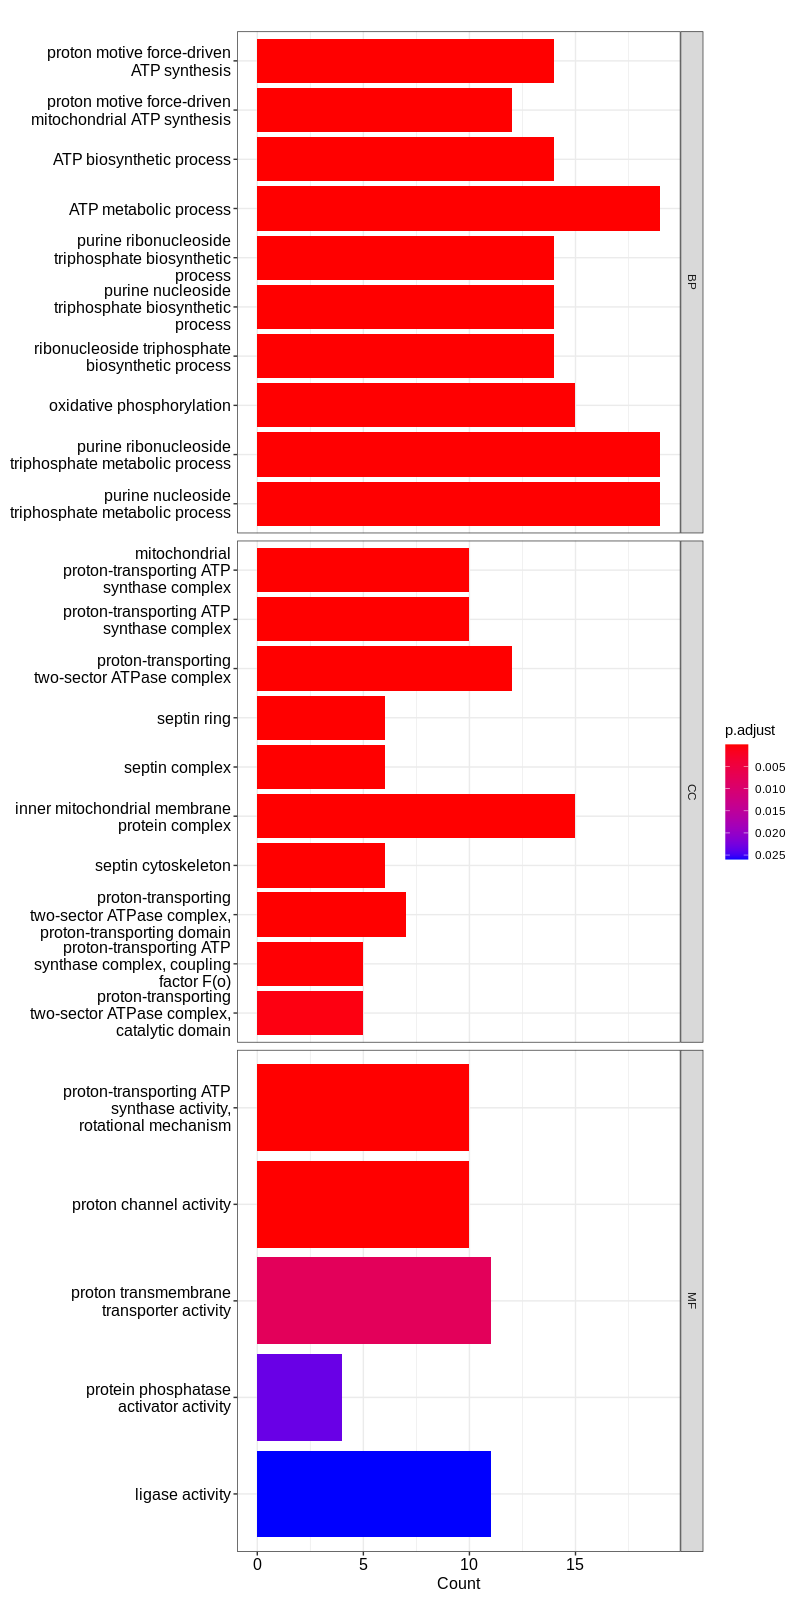 proton motive force-driven
ATP synthesis
proton motive force-driven
mitochondrial ATP synthesis
ATP biosynthetic process
ATP metabolic process
purine ribonucleoside
triphosphate biosynthetic
process
purine nucleoside
triphosphate biosynthetic
process
ribonucleoside triphosphate
biosynthetic process
oxidative phosphorylation
purine ribonucleoside
triphosphate metabolic process
purine nucleoside
triphosphate metabolic process
BP
mitochondrial
proton-transporting ATP
synthase complex
proton-transporting ATP
synthase complex
proton-transporting
two-sector ATPase complex
septin ring
septin complex
inner mitochondrial membrane
protein complex
septin cytoskeleton
proton-transporting
two-sector ATPase complex,
proton-transporting domain
proton-transporting ATP
synthase complex, coupling
factor F(o)
proton-transporting
two-sector ATPase complex,
catalytic domain
CC
proton-transporting ATP
synthase activity,
rotational mechanism
proton channel activity
proton transmembrane
transporter activity
protein phosphatase
activator activity
ligase activity
MF
0 5 10 15
Count
p.adjust
0.005
0.010
0.015
0.020
0.025